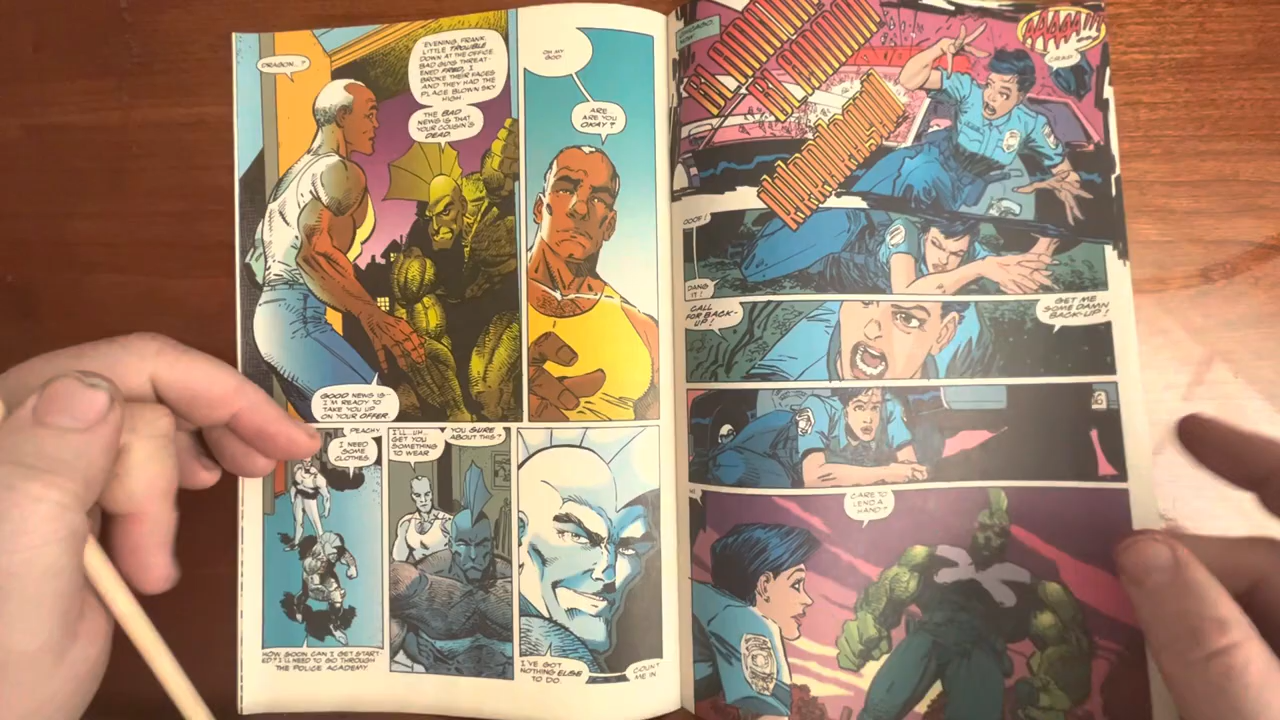 DRAGON..?
EVENING, FRANK.
LITTLE TROUBLE
DOWN AT THE OFFICE.
BAD GUYS THREAT-
ENED FRED, I
BROKE THEIR FACES
AND THEY HAD THE
PLACE BLOWN SKY
HIGH.
THE BAD
NEWS IS THAT
YOUR COUSIN'S
DEAD.
GOOD NEWS IS--
I'M READY TO
TAKE YOU UP
ON YOUR OFFER.
OH MY
GOD
ARE
ARE YOU
OKAY?
PEACHY
I NEED
SOME
CLOTHES.
HOW SOON CAN I GET START-
ED? I'LL NEED TO GO THROUGH
THE POLICE ACADEMY
I'LL...UH...
GET YOU
SOMETHING
TO WEAR
YOU SURE
ABOUT THIS?
I'VE GOT
NOTHING ELSE
TO DO.
COUNT
ME IN
CHICAGO.
NOW.
AAAAA!!
CRAP!
OOOF!
DANG
IT!
CALL
FOR BACK-
UP!
GET ME
SOME DAMN
BACK-UP!
CARE TO
LEND A
HAND?